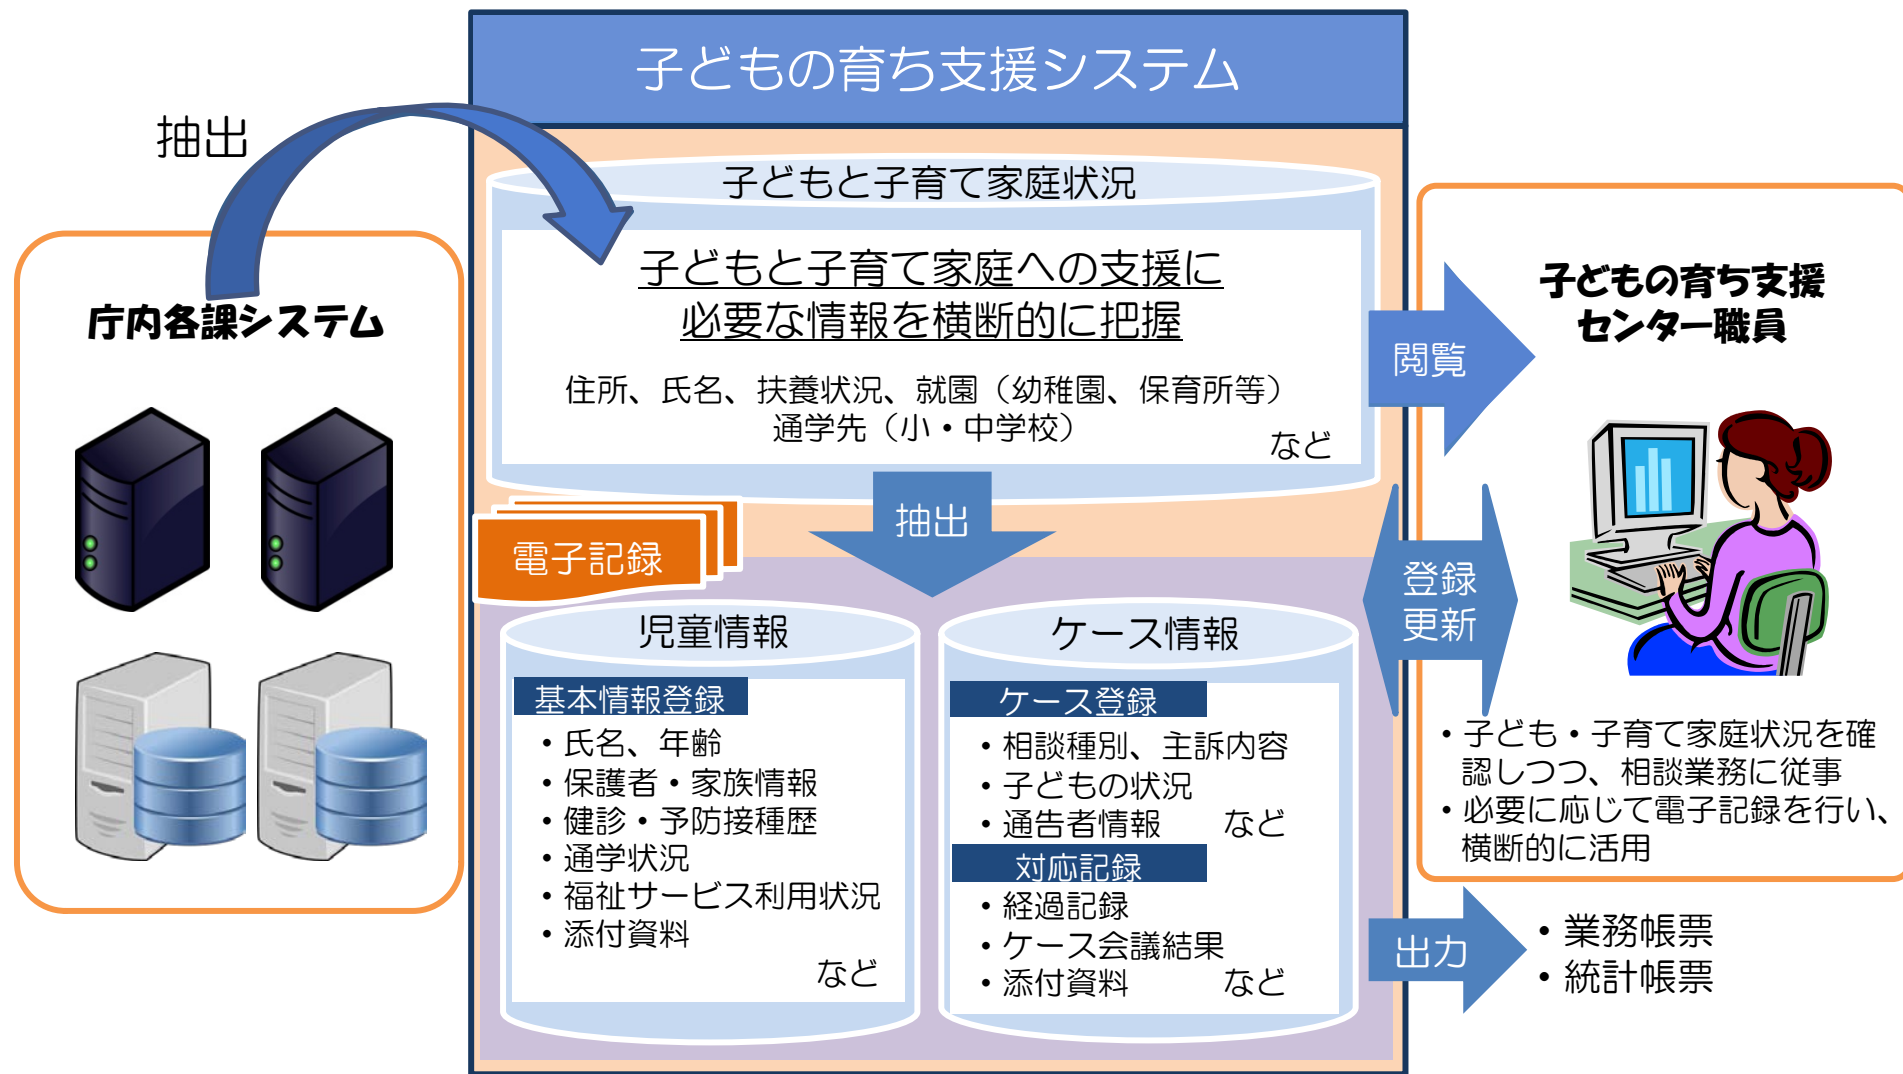 子どもの育ち支援システム
抽出
庁内各課システム
子どもと子育て家庭状況
子どもと子育て家庭への支援に
必要な情報を横断的に把握
住所、氏名、扶養状況、就園（幼稚園、保育所等）
通学先（小・中学校）
など
抽出
電子記録
児童情報
基本情報登録
・氏名、年齢
・保護者・家族情報
・健診・予防接種歴
・通学状況
・福祉サービス利用状況
・添付資料
など
ケース情報
ケース登録
・相談種別、主訴内容
・子どもの状況
・通告者情報　など
対応記録
・経過記録
・ケース会議結果
・添付資料　など
閲覧
登録
更新
出力
子どもの育ち支援
センター職員
・子ども・子育て家庭状況を確
認しつつ、相談業務に従事
・必要に応じて電子記録を行い、
横断的に活用
・業務帳票
・統計帳票